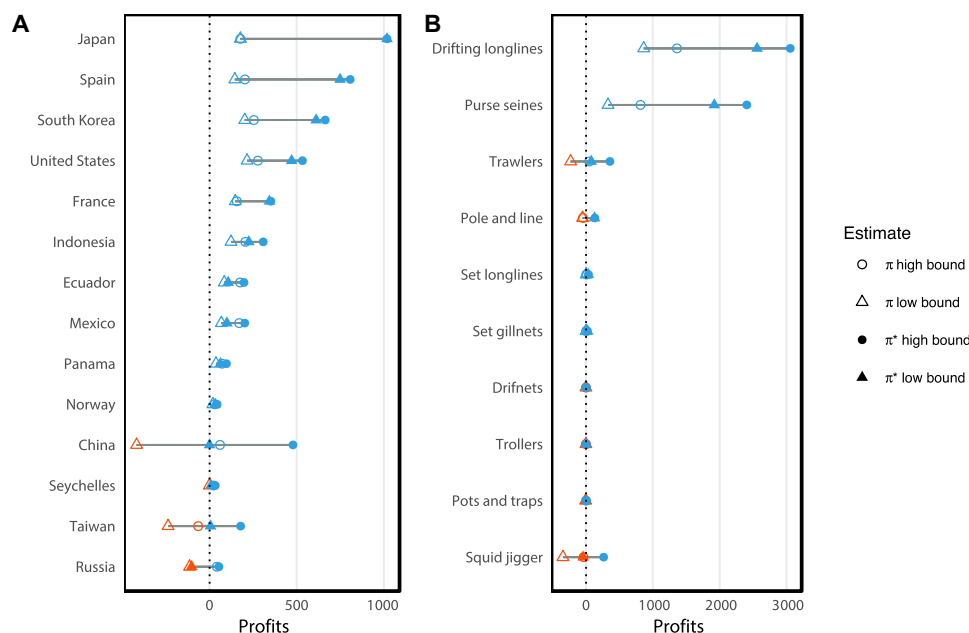 A
Japan
Spain
South Korea
United States
France
Indonesia
Ecuador
Mexico
Panama
Norway
China
Seychelles
Taiwan
Russia
0 500 1000
Profits
B
Drifting longlines
Purse seines
Trawlers
Pole and line
Set longlines
Set gillnets
Drifnets
Trollers
Pots and traps
Squid jigger
0 1000 2000 3000
Profits
Estimate
π high bound
π low bound
π* high bound
π* low bound